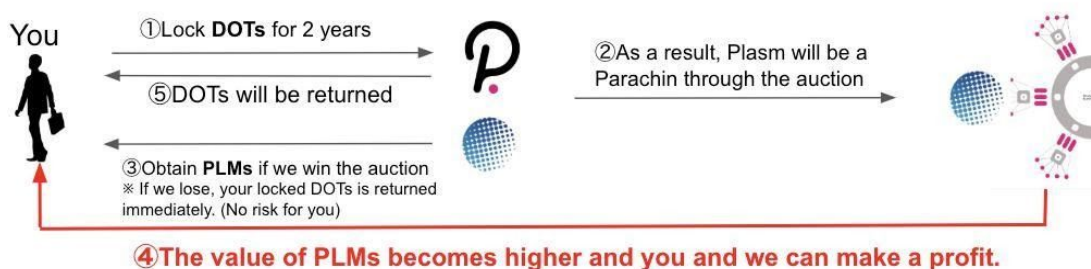 You
①Lock DOTs for 2 years
⑤DOTs will be returned
②As a result, Plasm will be a
Parachin through the auction
③Obtain PLMs if we win the auction
※ If we lose, your locked DOTs is returned
immediately. (No risk for you)
④The value of PLMs becomes higher and you and we can make a profit.